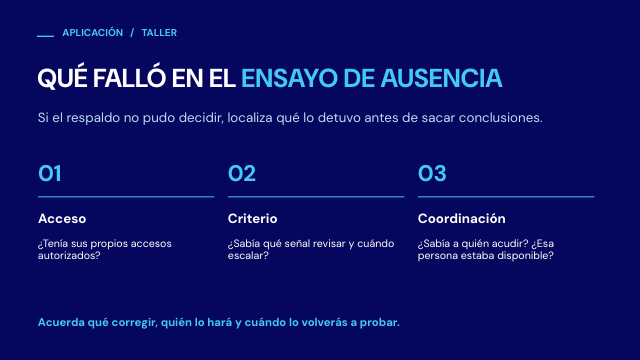 APLICACIÓN / TALLER
QUÉ FALLÓ EN EL ENSAYO DE AUSENCIA
Si el respaldo no pudo decidir, localiza qué lo detuvo antes de sacar conclusiones.
01
Acceso
¿Tenía sus propios accesos
autorizados?
02
Criterio
¿Sabía qué señal revisar y cuándo
escalar?
03
Coordinación
¿Sabía a quién acudir? ¿Esa
persona estaba disponible?
Acuerda qué corregir, quién lo hará y cuándo lo volverás a probar.